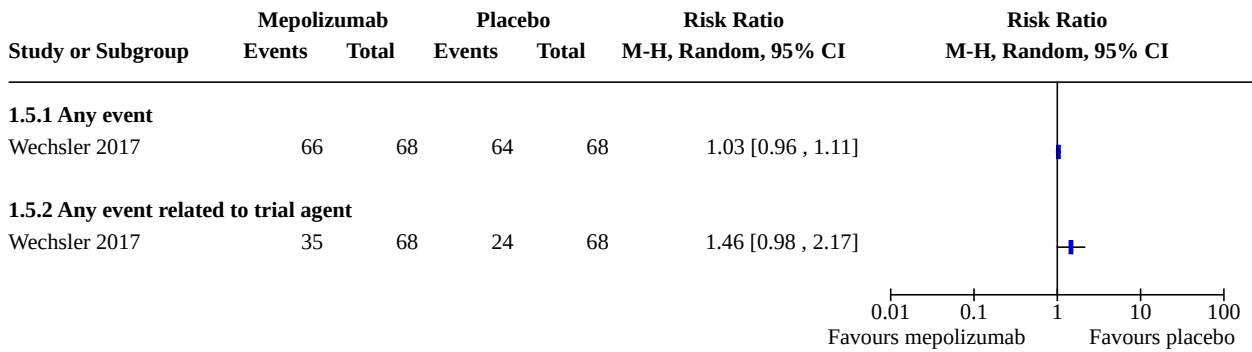 Mepolizumab Placebo Risk Ratio Risk Ratio
Study or Subgroup Events Total Events Total M-H, Random, 95% CI M-H, Random, 95% CI
1.5.1 Any event
Wechsler 2017 66 68 64 68 1.03 [0.96 , 1.11]
1.5.2 Any event related to trial agent
Wechsler 2017 35 68 24 68 1.46 [0.98 , 2.17]
0.01 0.1 1 10 100
Favours mepolizumab Favours placebo